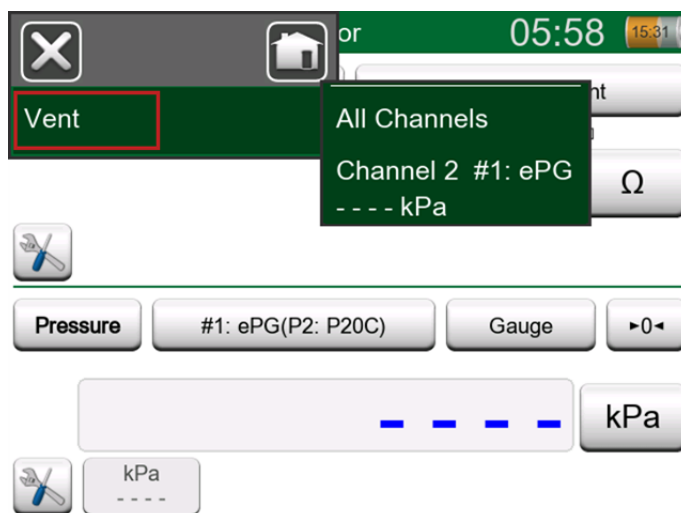 or 05:58 15:31
Vent
nt
All Channels
Channel 2 #1: ePG
- - - - kPa
Ω
Pressure #1: ePG(P2: P20C) Gauge ►0◄
- - - - kPa
kPa
- - - -